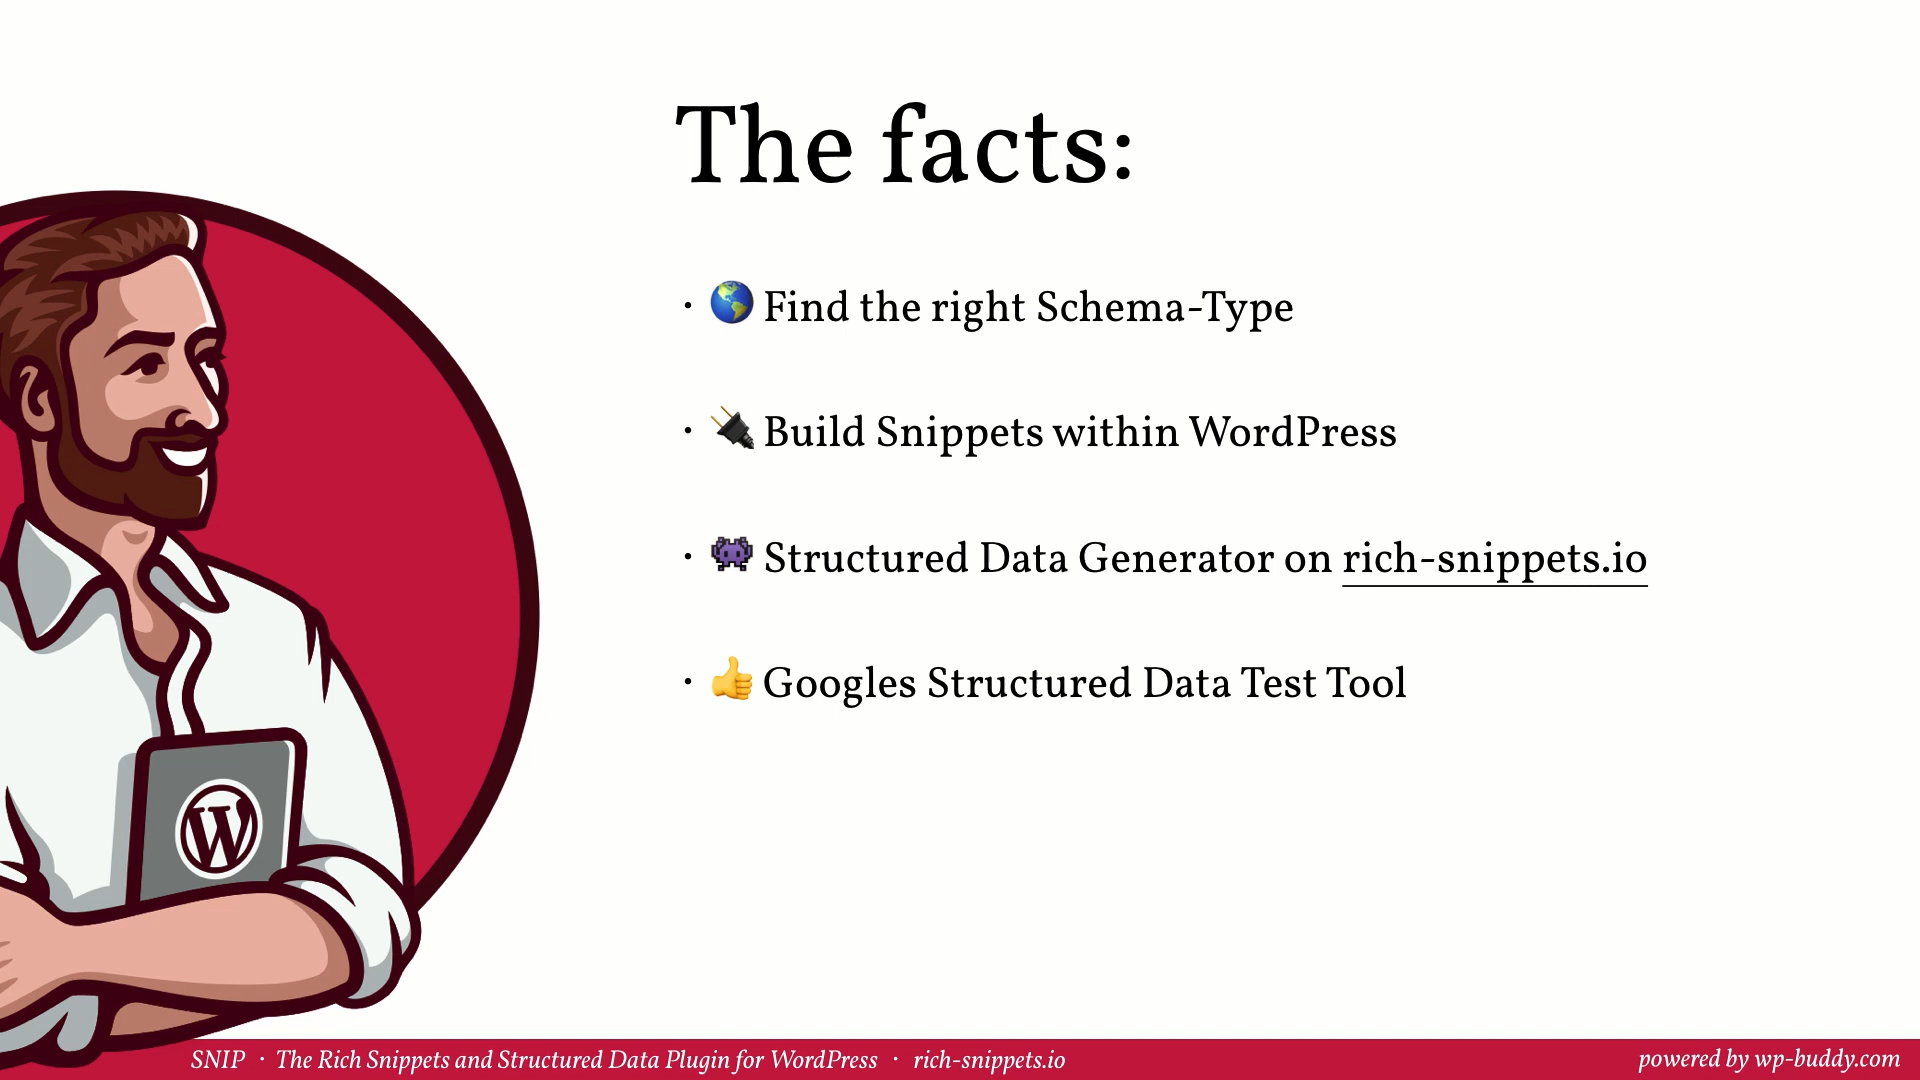 The facts:
· 🌎 Find the right Schema-Type
· 🔌 Build Snippets within WordPress
· 👾 Structured Data Generator on rich-snippets.io
· 👍 Googles Structured Data Test Tool
W
SNIP · The Rich Snippets and Structured Data Plugin for WordPress · rich-snippets.io
powered by wp-buddy.com